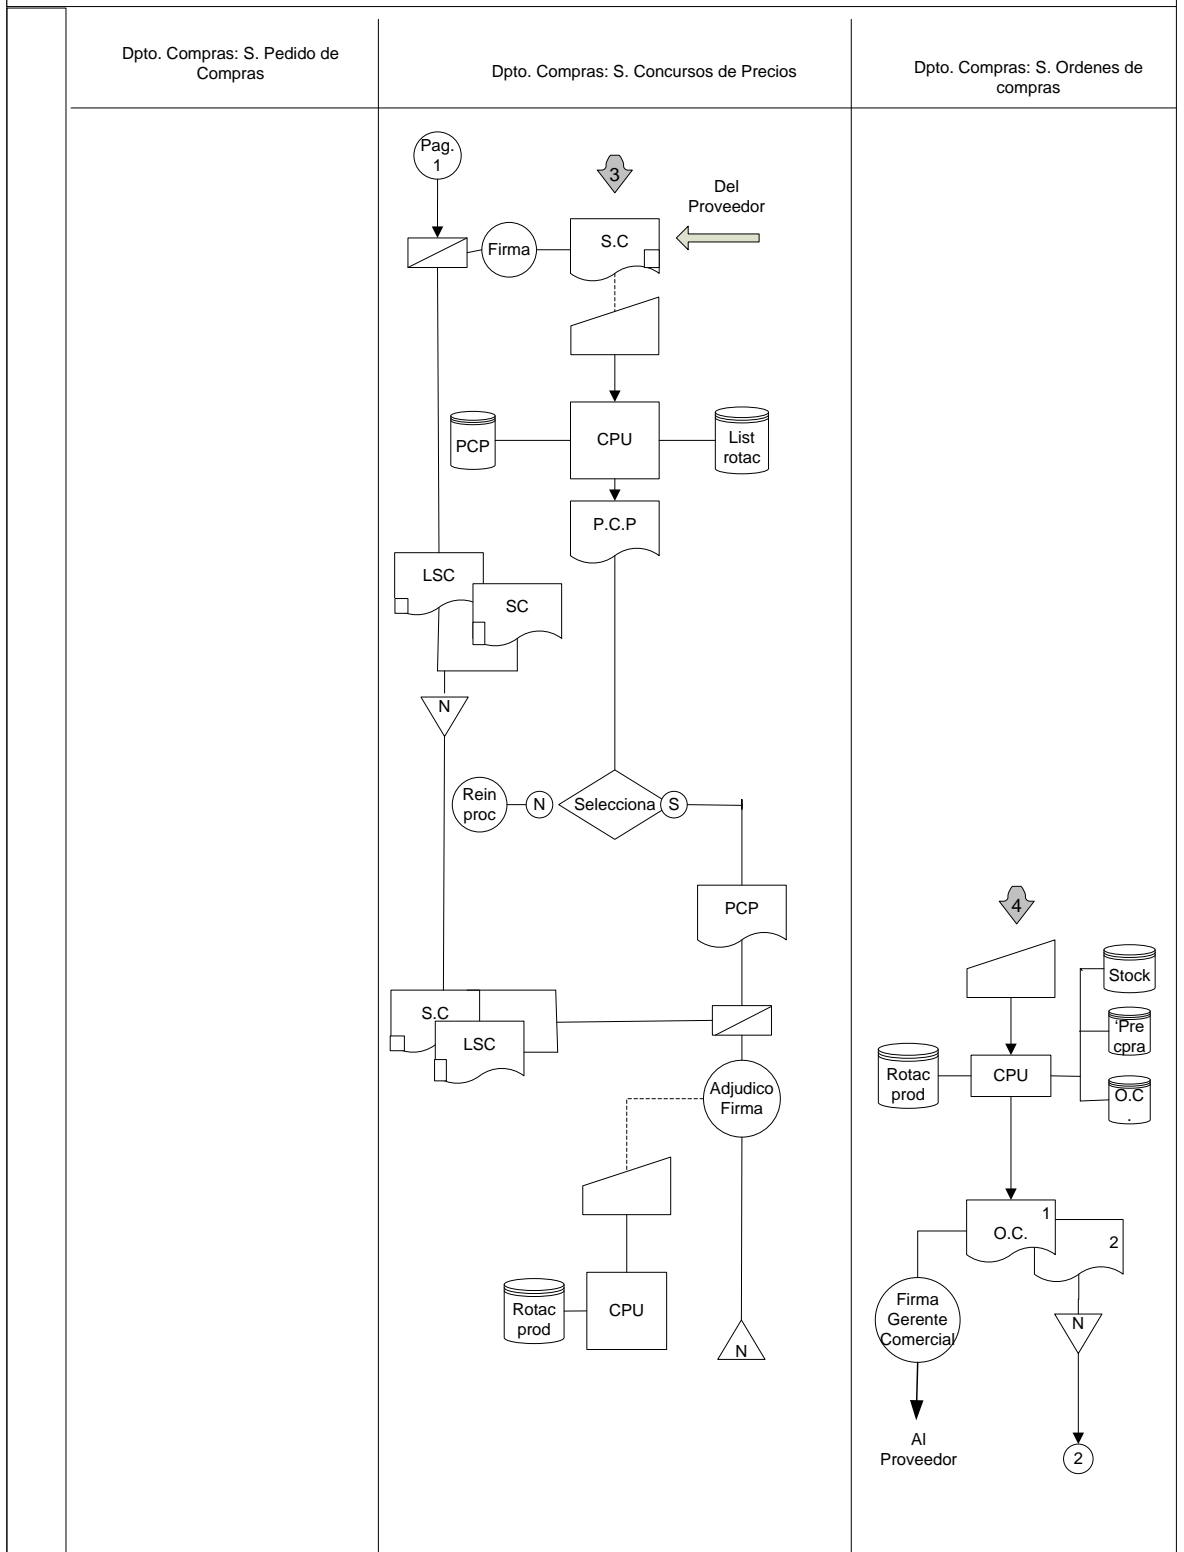 Dpto. Compras: S. Pedido de
Compras
Dpto. Compras: S. Concursos de Precios
Dpto. Compras: S. Ordenes de
compras
Pag.
1
3
Del
Proveedor
Firma
S.C
PCP
CPU
List
rotac
P.C.P
LSC
SC
N
Rein
proc
N
Selecciona
S
PCP
S.C
LSC
Adjudico
Firma
Rotac
prod
CPU
N
4
Stock
'Pre
cpra
Rotac
prod
CPU
O.C
.
O.C.
1
2
Firma
Gerente
Comercial
N
Al
Proveedor
2